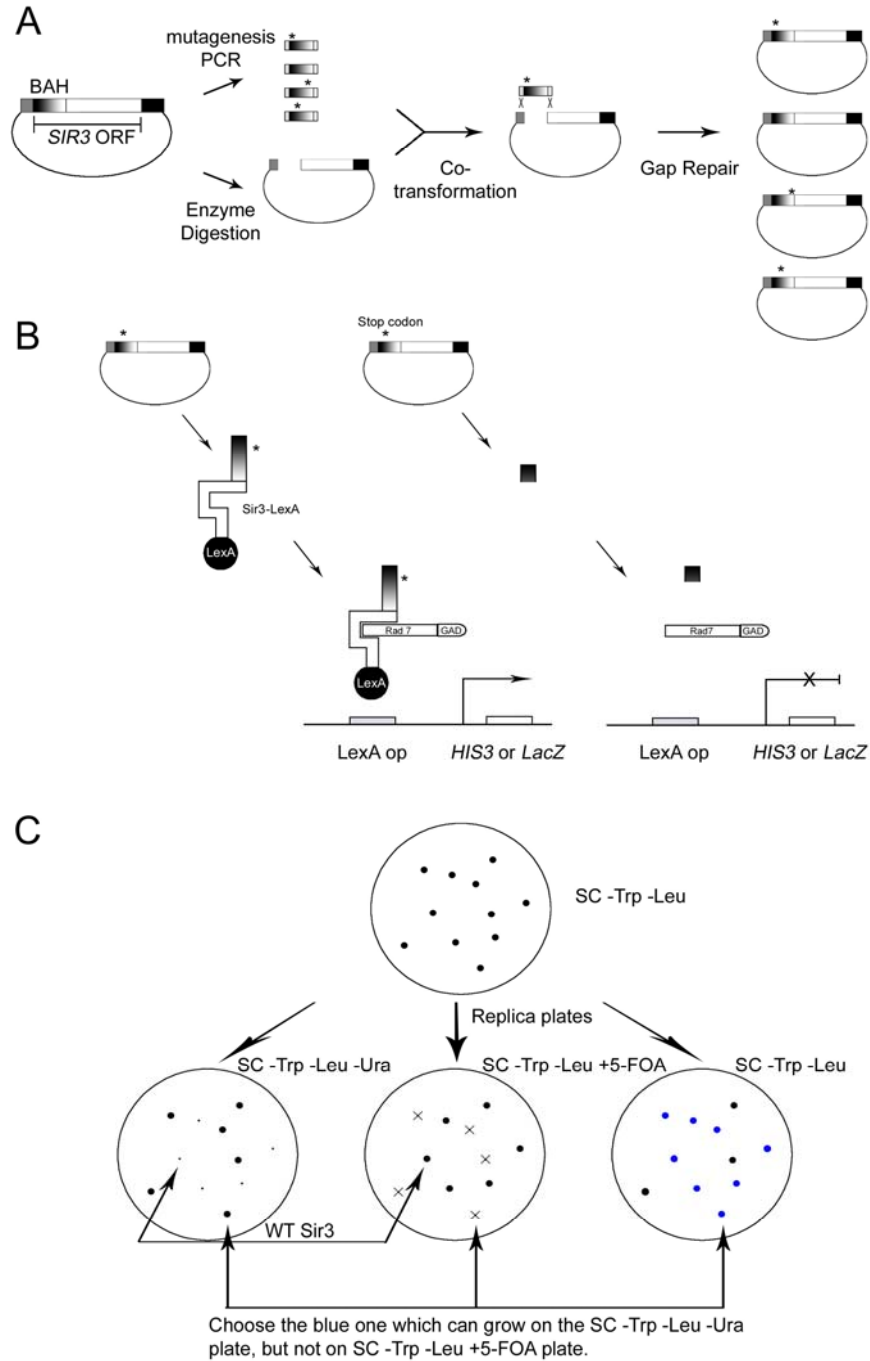 A
mutagenesis
PCR
BAH
SIR3 ORF
Enzyme
Digestion
Co-
transformation
Gap Repair
B
Stop codon
Sir3-LexA
LexA
Rad 7 GAD
LexA
Rad7 GAD
X
LexA op HIS3 or LacZ
LexA op HIS3 or LacZ
C
SC -Trp -Leu
Replica plates
SC -Trp -Leu -Ura
SC -Trp -Leu +5-FOA
SC -Trp -Leu
WT Sir3
Choose the blue one which can grow on the SC -Trp -Leu -Ura
plate, but not on SC -Trp -Leu +5-FOA plate.